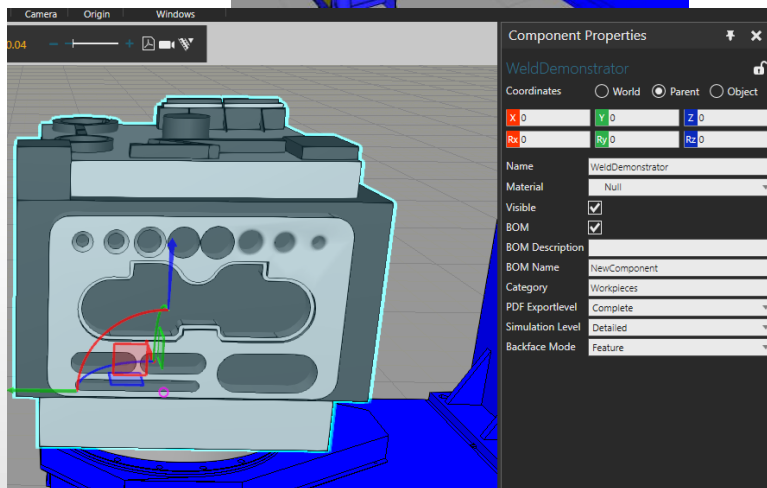 Camera Origin Windows
0.04
Component Properties
WeldDemonstrator
Coordinates World Parent Object
X 0 Y 0 Z 0
Rx 0 Ry 0 Rz 0
Name WeldDemonstrator
Material Null
Visible
BOM
BOM Description
BOM Name NewComponent
Category Workpieces
PDF Exportlevel Complete
Simulation Level Detailed
Backface Mode Feature